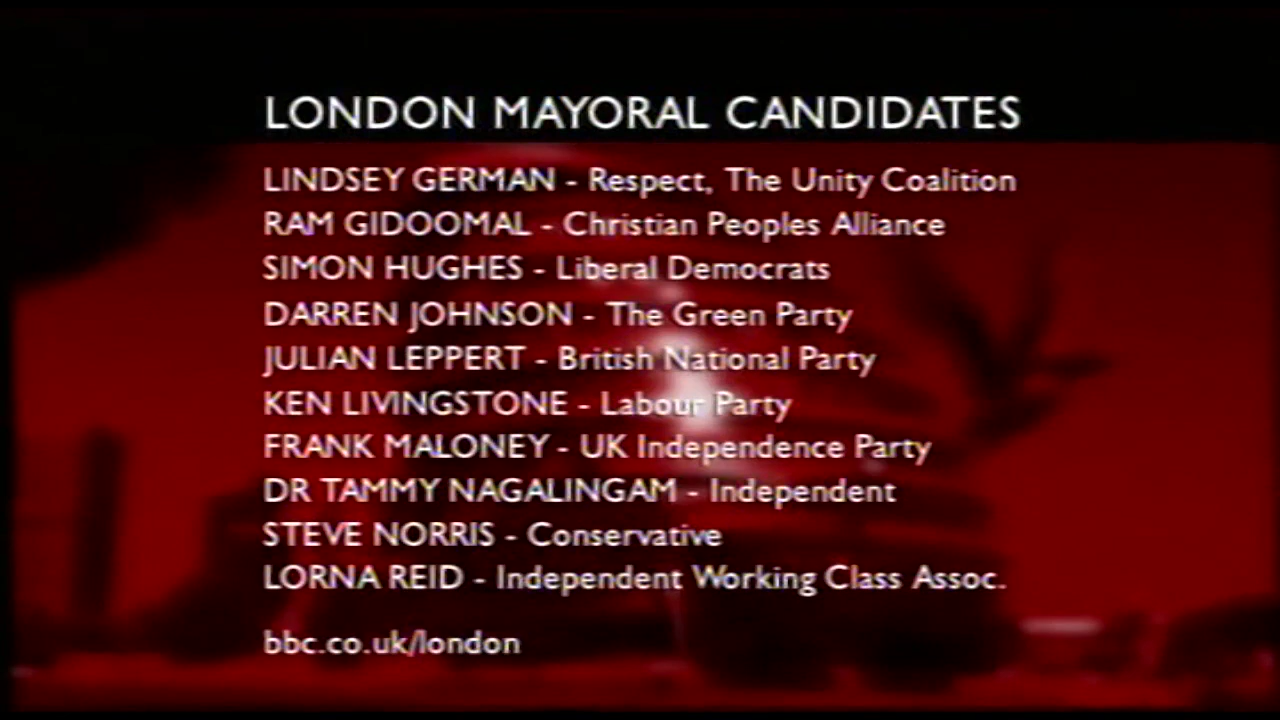 LONDON MAYORAL CANDIDATES
LINDSEY GERMAN - Respect, The Unity Coalition
RAM GIDOOMAL - Christian Peoples Alliance
SIMON HUGHES - Liberal Democrats
DARREN JOHNSON - The Green Party
JULIAN LEPPERT - British National Party
KEN LIVINGSTONE - Labour Party
FRANK MALONEY - UK Independence Party
DR TAMMY NAGALINGAM - Independent
STEVE NORRIS - Conservative
LORNA REID - Independent Working Class Assoc.
bbc.co.uk/london